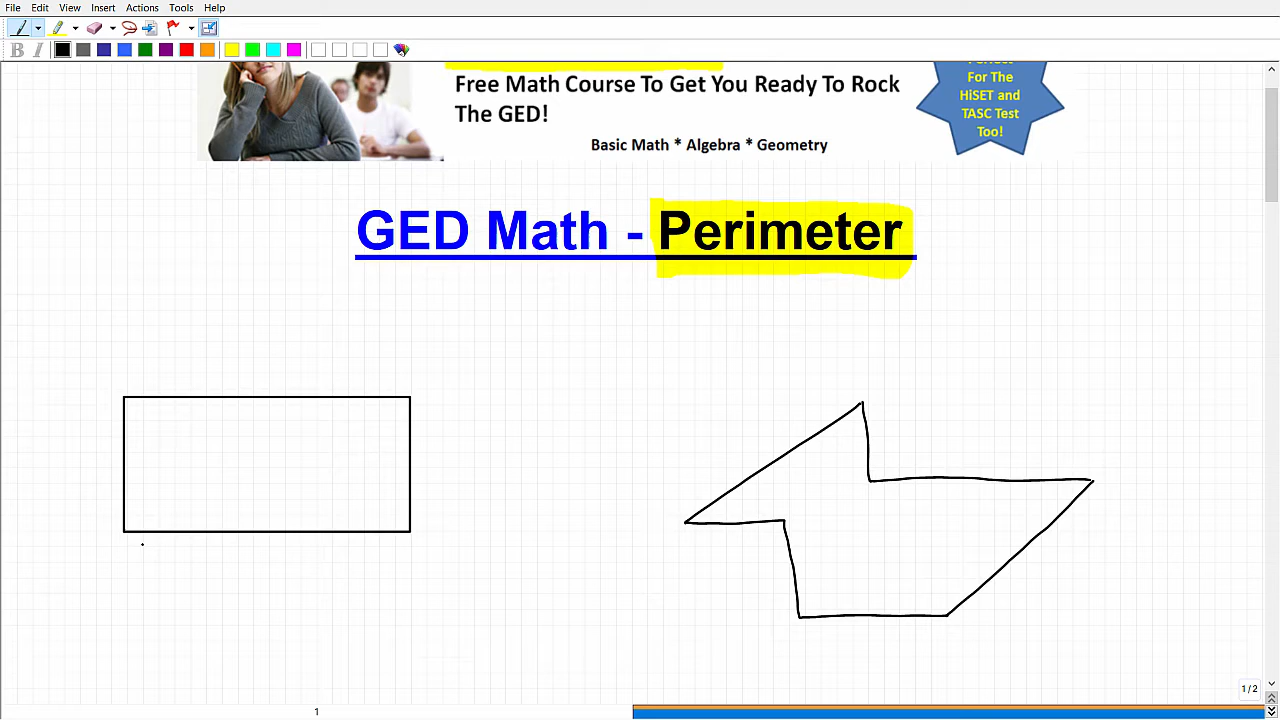 File Edit View Insert Actions Tools Help
B I
Free Math Course To Get You Ready To Rock
The GED!
Basic Math * Algebra * Geometry
For The
HiSET and
TASC Test
Too!
GED Math - Perimeter
1/2
1